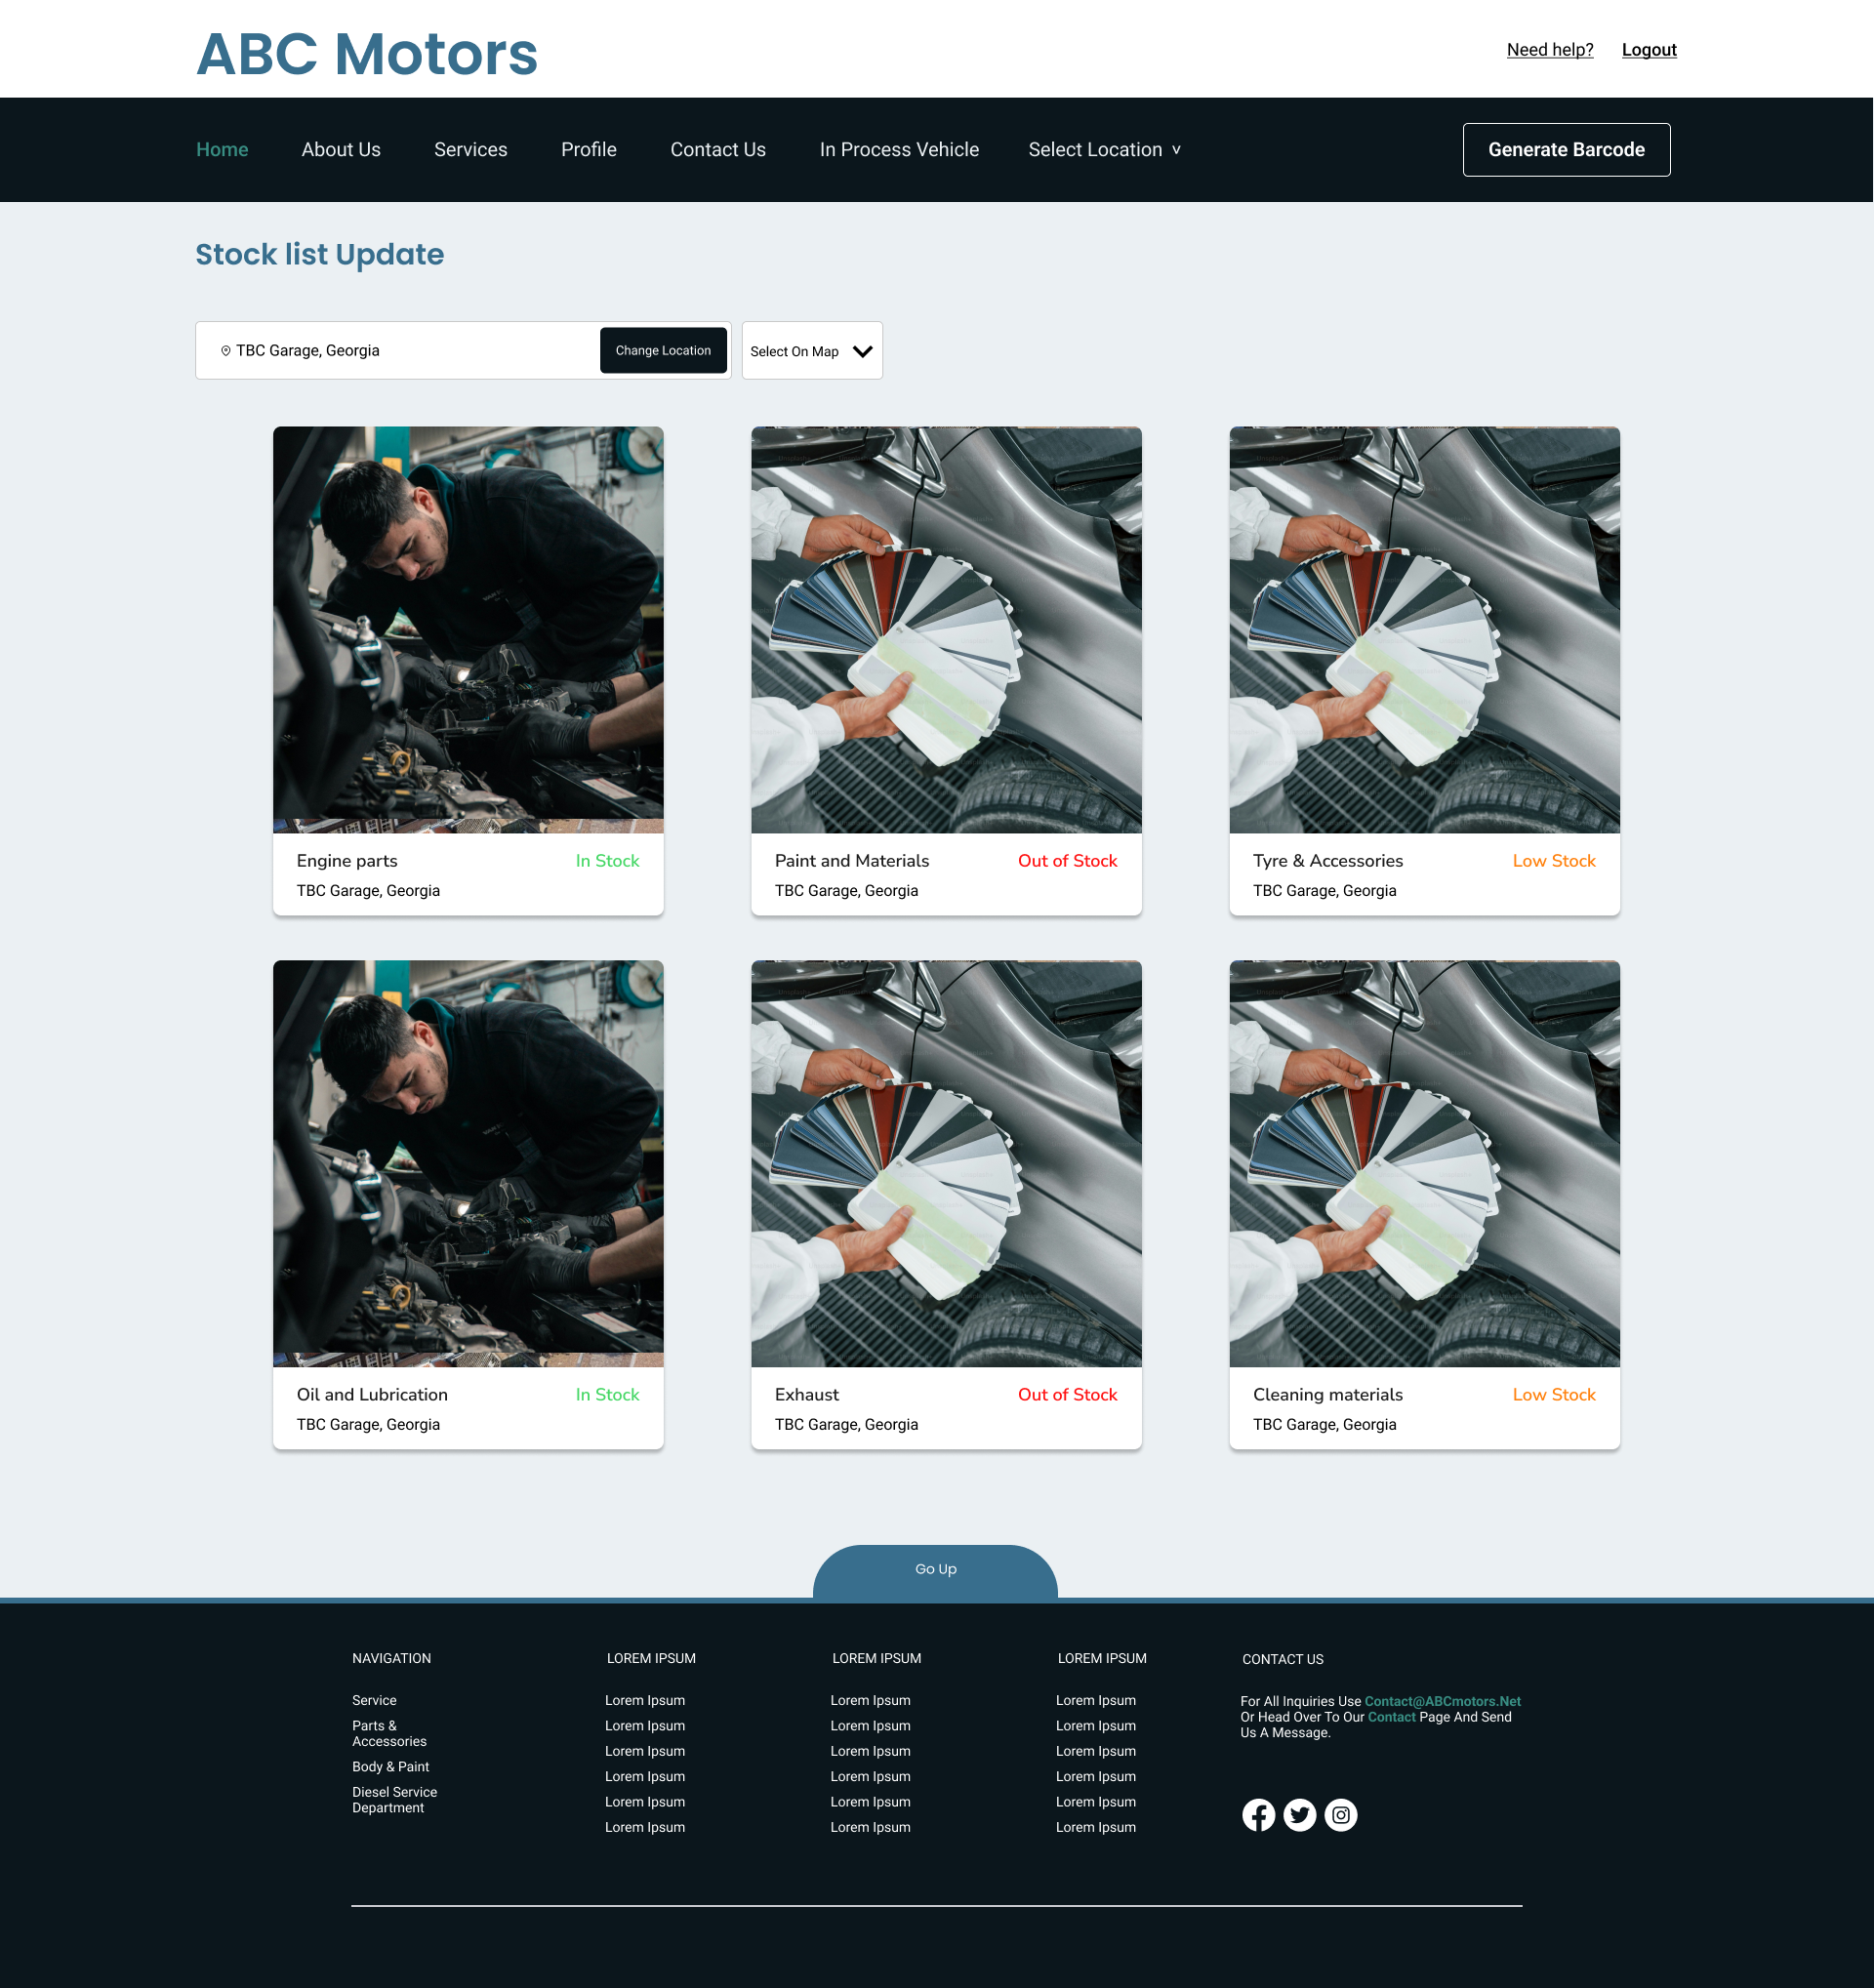 ABC Motors
Need help? Logout
Home About Us Services Profile Contact Us In Process Vehicle Select Location v Generate Barcode
Stock list Update
TBC Garage, Georgia Change Location Select On Map
Engine parts In Stock
TBC Garage, Georgia
Paint and Materials Out of Stock
TBC Garage, Georgia
Tyre & Accessories Low Stock
TBC Garage, Georgia
Oil and Lubrication In Stock
TBC Garage, Georgia
Exhaust Out of Stock
TBC Garage, Georgia
Cleaning materials Low Stock
TBC Garage, Georgia
Go Up
NAVIGATION
Service
Parts &
Accessories
Body & Paint
Diesel Service
Department
LOREM IPSUM
Lorem Ipsum
Lorem Ipsum
Lorem Ipsum
Lorem Ipsum
Lorem Ipsum
Lorem Ipsum
LOREM IPSUM
Lorem Ipsum
Lorem Ipsum
Lorem Ipsum
Lorem Ipsum
Lorem Ipsum
Lorem Ipsum
LOREM IPSUM
Lorem Ipsum
Lorem Ipsum
Lorem Ipsum
Lorem Ipsum
Lorem Ipsum
Lorem Ipsum
CONTACT US
For All Inquiries Use Contact@ABCmotors.Net
Or Head Over To Our Contact Page And Send
Us A Message.